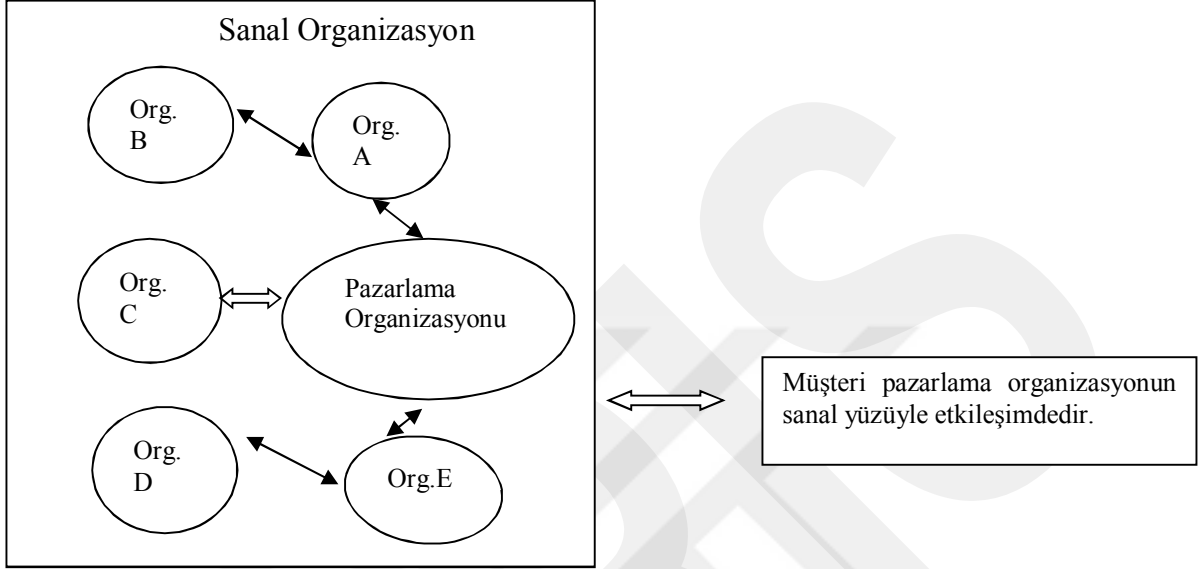 Sanal Organizasyon
Org.
B
Org.
A
Org.
C
Pazarlama
Organizasyonu
Org.
D
Org.E
Müşteri pazarlama organizasyonun
sanal yüzüyle etkileşimdedir.